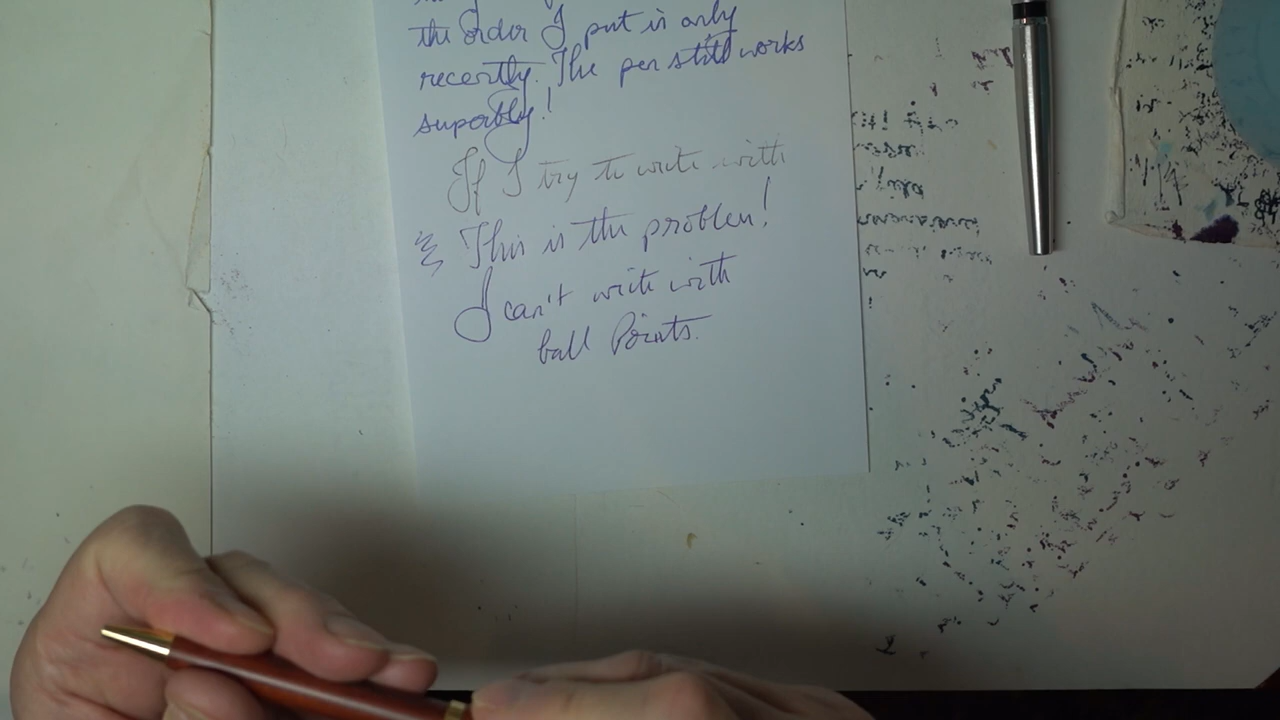 the order I put in only
recently. The pen still works
superbly!
If I try to write with
This is the problem!
I can't write with
ball Points.